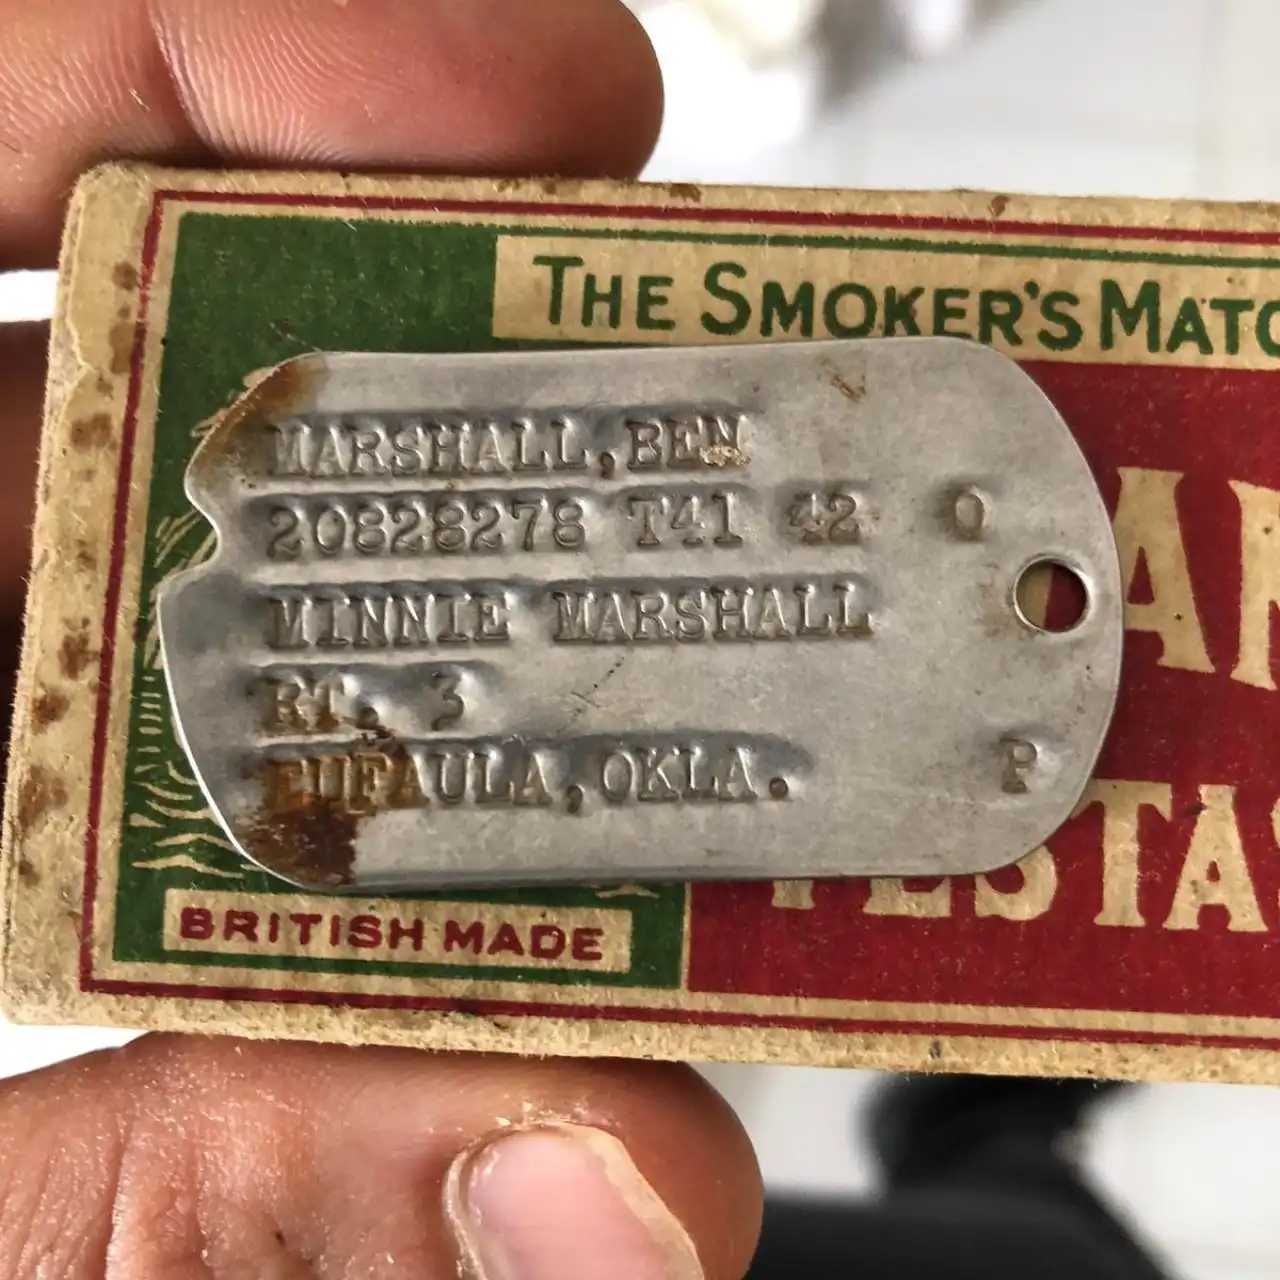 THE SMOKER'S MATC
MARSHALL,BEN
20828278 T41 42 O
MINNIE MARSHALL
RT. 3
EUFAULA,OKLA. P
BRITISH MADE